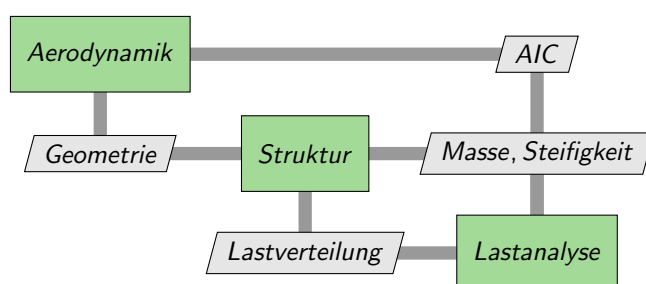 Aerodynamik
AIC
Geometrie
Struktur
Masse, Steifigkeit
Lastverteilung
Lastanalyse